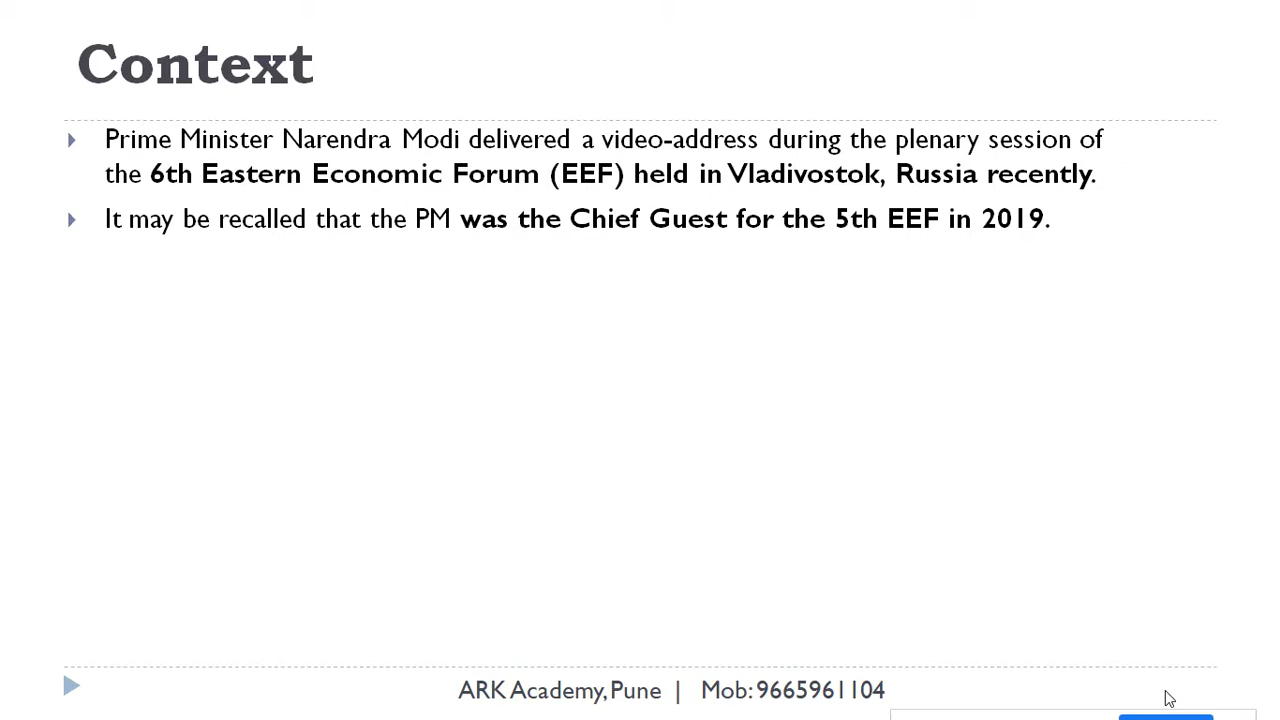 Context
Prime Minister Narendra Modi delivered a video-address during the plenary session of
the 6th Eastern Economic Forum (EEF) held in Vladivostok, Russia recently.
It may be recalled that the PM was the Chief Guest for the 5th EEF in 2019.
ARK Academy, Pune | Mob: 9665961104